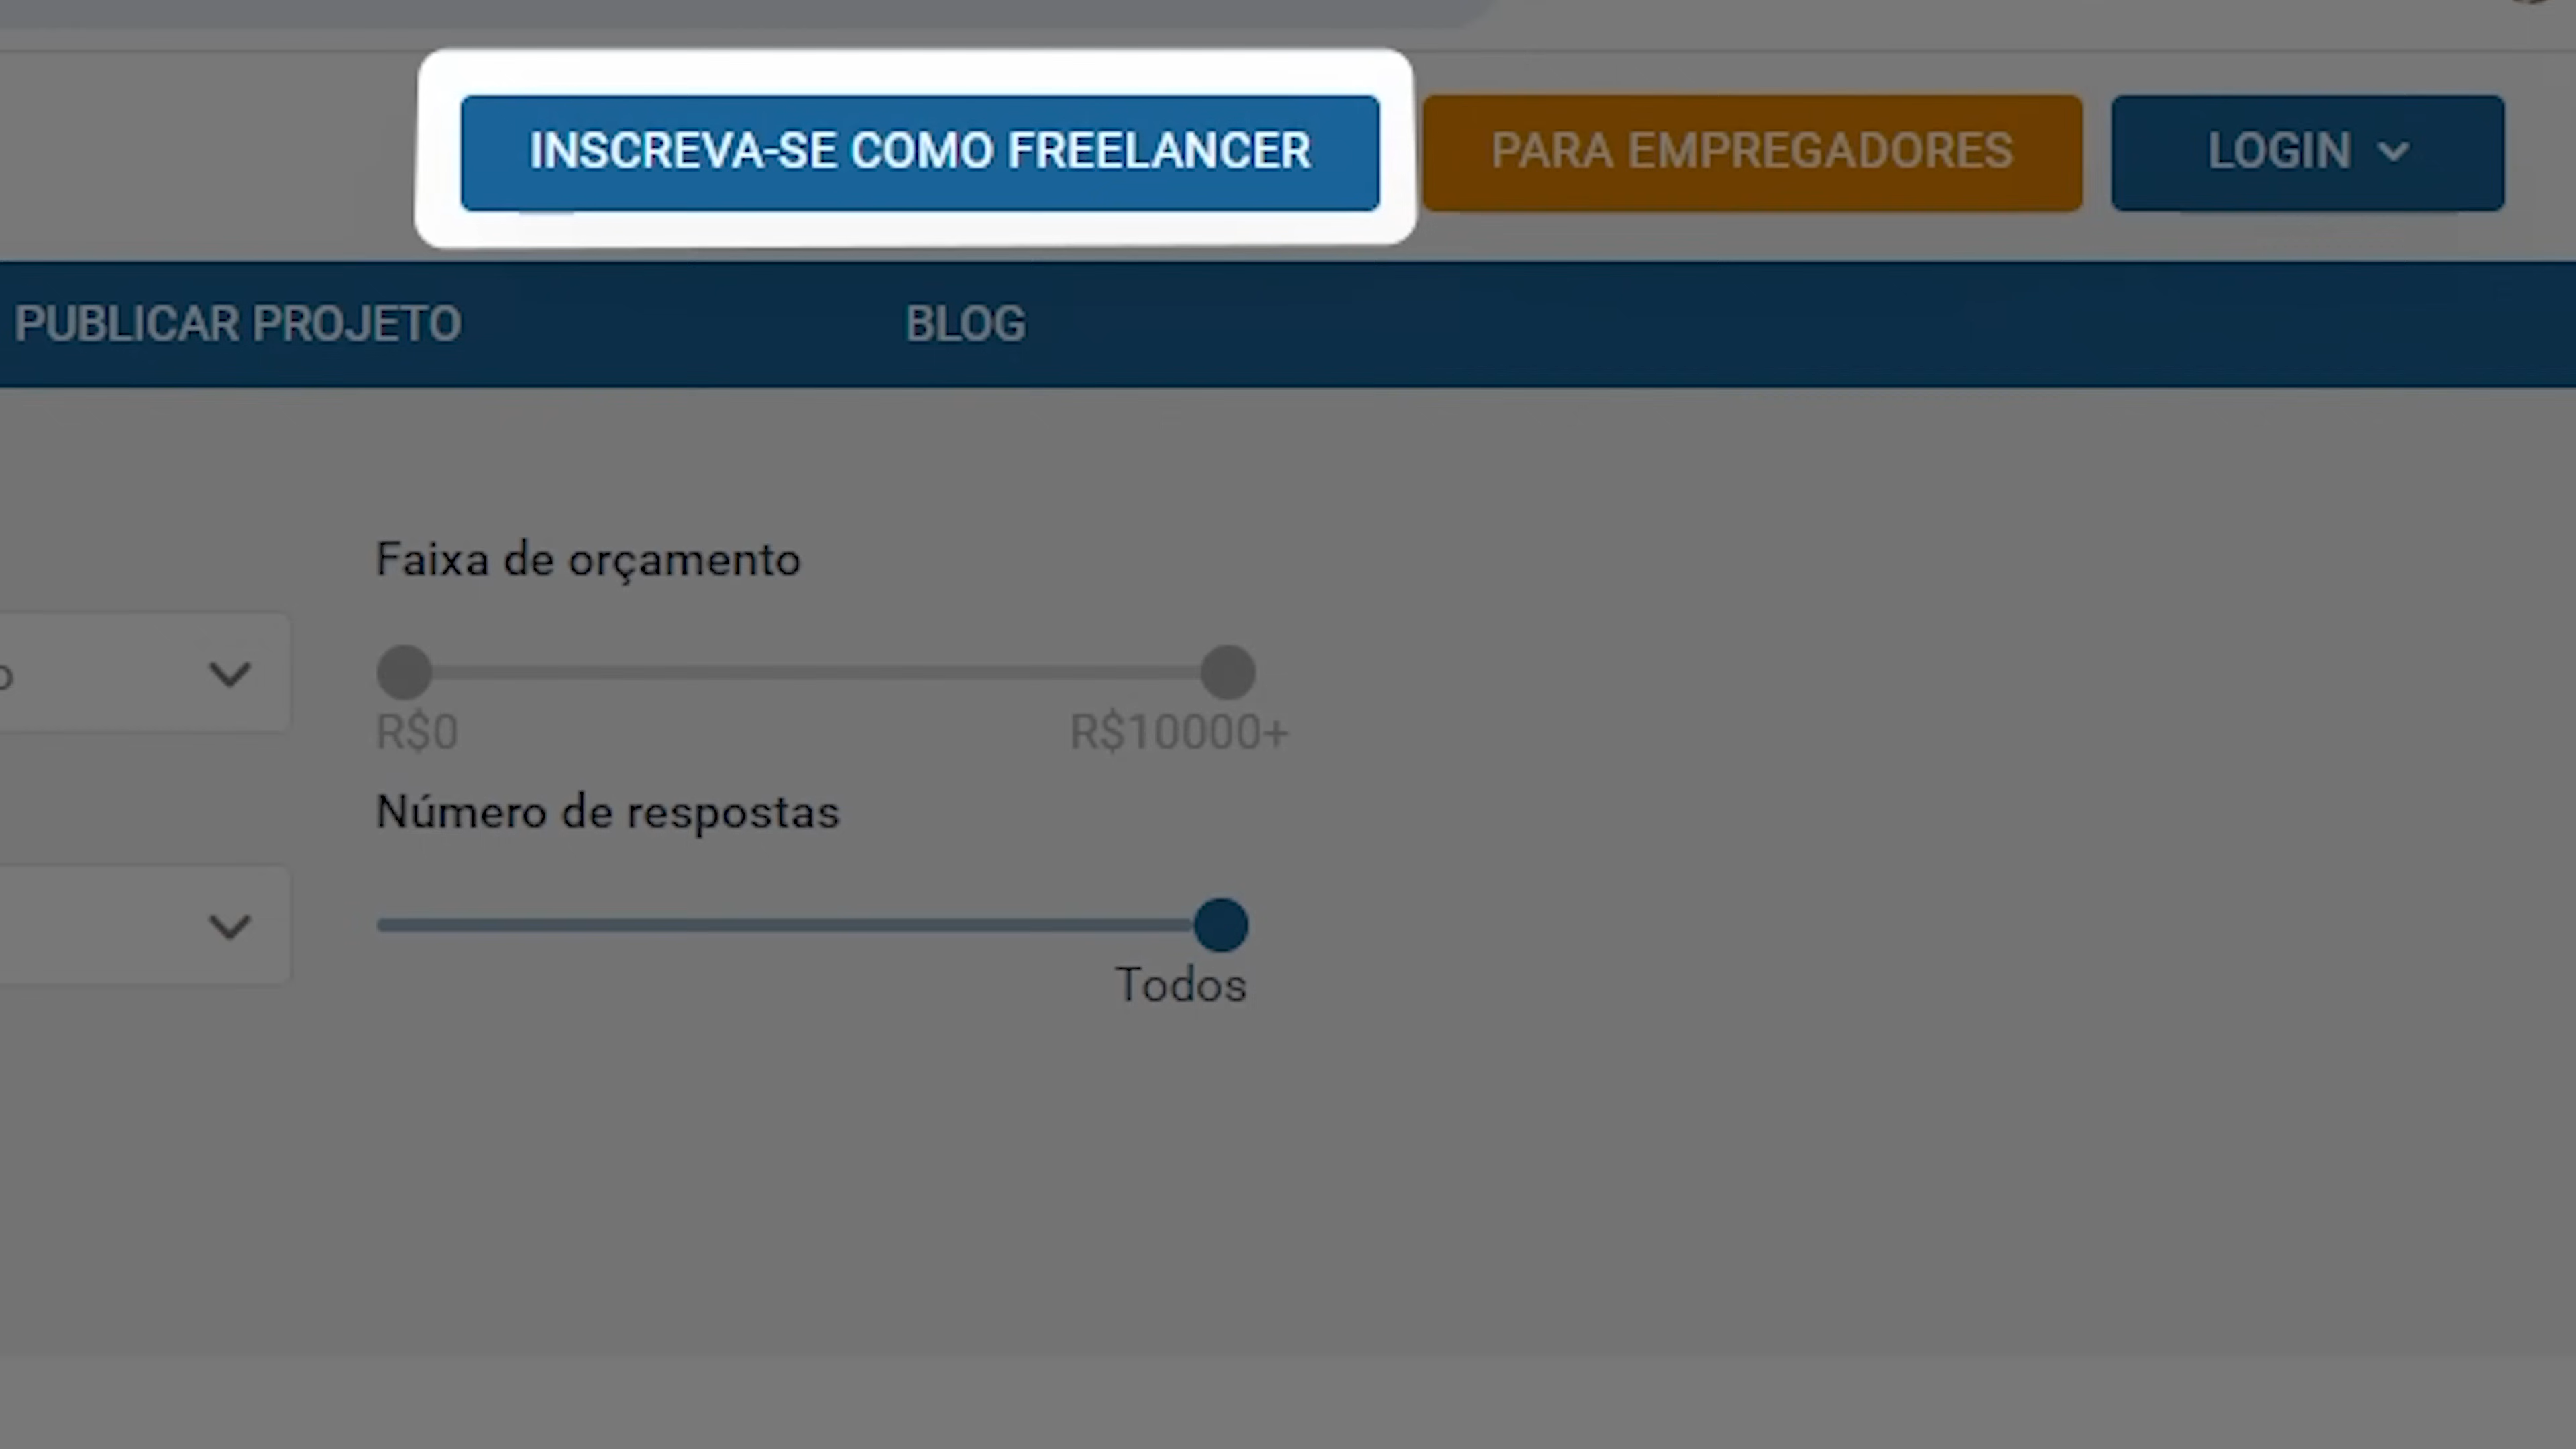 INSCREVA-SE COMO FREELANCER
PARA EMPREGADORES
LOGIN
PUBLICAR PROJETO
BLOG
Faixa de orçamento
R$0
R$10000+
Número de respostas
Todos